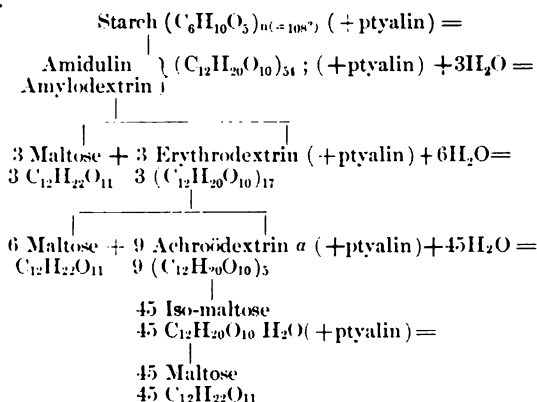 Starch (C₆H₁₀O₅)n(=108?) (+ptyalin) =
Amidulin
Amylodextrin } (C₁₂H₂₀O₁₀)₅₄ ; (+ptyalin) +3H₂O =
3 Maltose + 3 Erythrodextrin (+ptyalin)+6H₂O=
3 C₁₂H₂₂O₁₁ 3 (C₁₂H₂₀O₁₀)₁₇
6 Maltose + 9 Achroödextrin a (+ptyalin)+45H₂O =
C₁₂H₂₂O₁₁ 9 (C₁₂H₂₀O₁₀)₅
45 Iso-maltose
45 C₁₂H₂₀O₁₀ H₂O(+ptyalin)=
45 Maltose
45 C₁₂H₂₂O₁₁